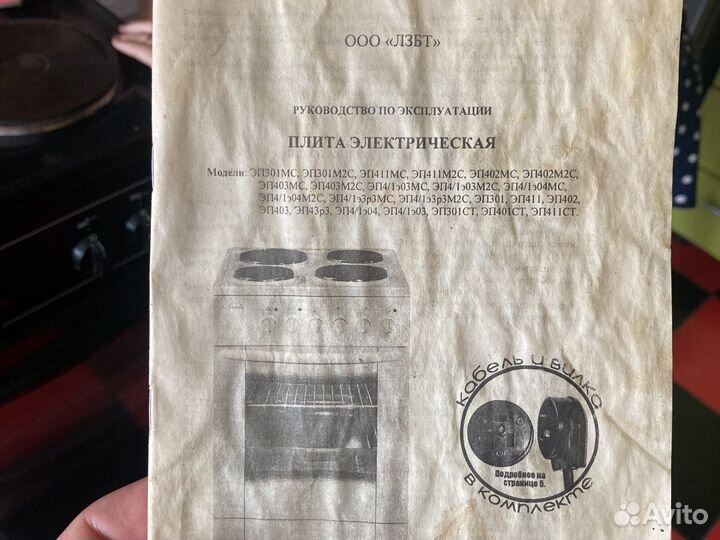 ООО «ЛЗБТ»
РУКОВОДСТВО ПО ЭКСПЛУАТАЦИИ
ПЛИТА ЭЛЕКТРИЧЕСКАЯ
Модели: ЭП301МС, ЭП301М2С, ЭП411МС, ЭП411М2С, ЭП402МС, ЭП402М2С,
ЭП403МС, ЭП403М2С, ЭП4/1э03МС, ЭП4/1э03М2С, ЭП4/1э04МС,
ЭП4/1э04М2С, ЭП4/1э3р3МС, ЭП4/1э3р3М2С, ЭП301, ЭП411, ЭП402,
ЭП403, ЭП43р3, ЭП4/1э04, ЭП4/1э03, ЭП301СТ, ЭП401СТ, ЭП411СТ.
кабель и вилка
Подробнее на
странице 5.
в комплекте
Avito